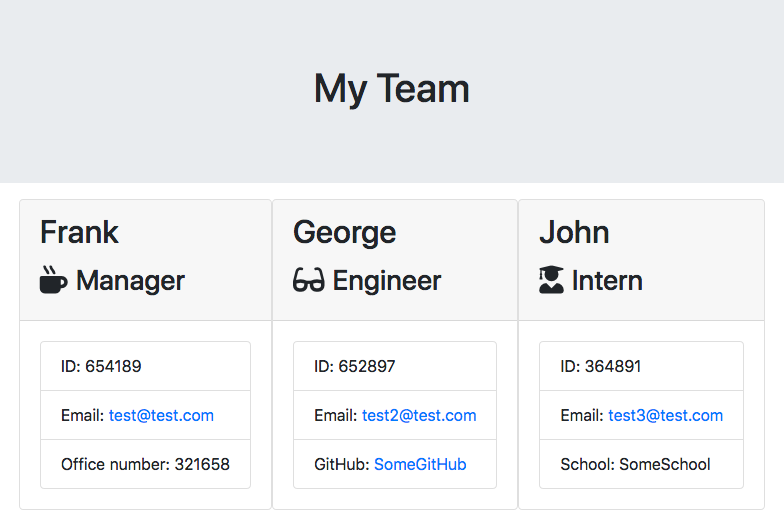 My Team
Frank
Manager
ID: 654189
Email: test@test.com
Office number: 321658
George
Engineer
ID: 652897
Email: test2@test.com
GitHub: SomeGitHub
John
Intern
ID: 364891
Email: test3@test.com
School: SomeSchool